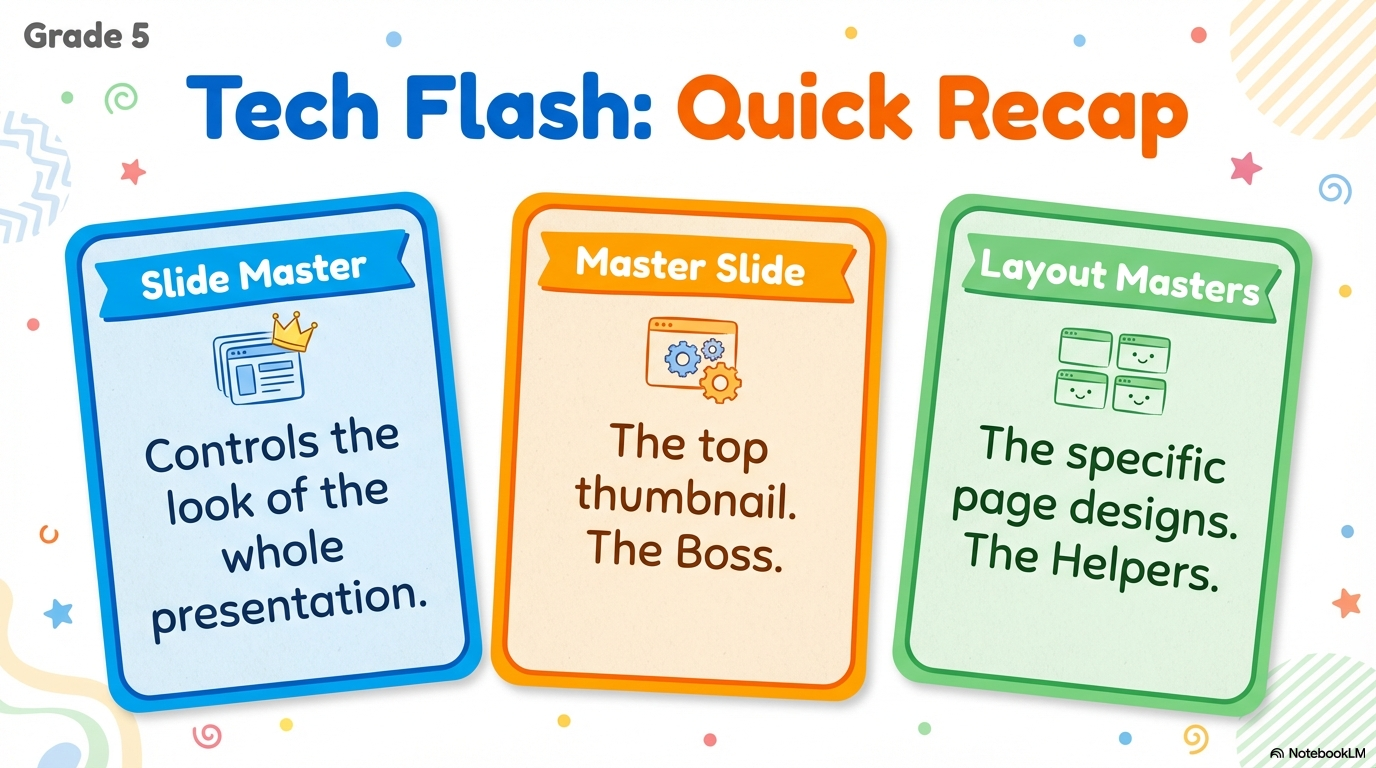 Grade 5
Tech Flash: Quick Recap
Slide Master
Controls the
look of the
whole
presentation.
Master Slide
The top
thumbnail.
The Boss.
Layout Masters
The specific
page designs.
The Helpers.
NotebookLM